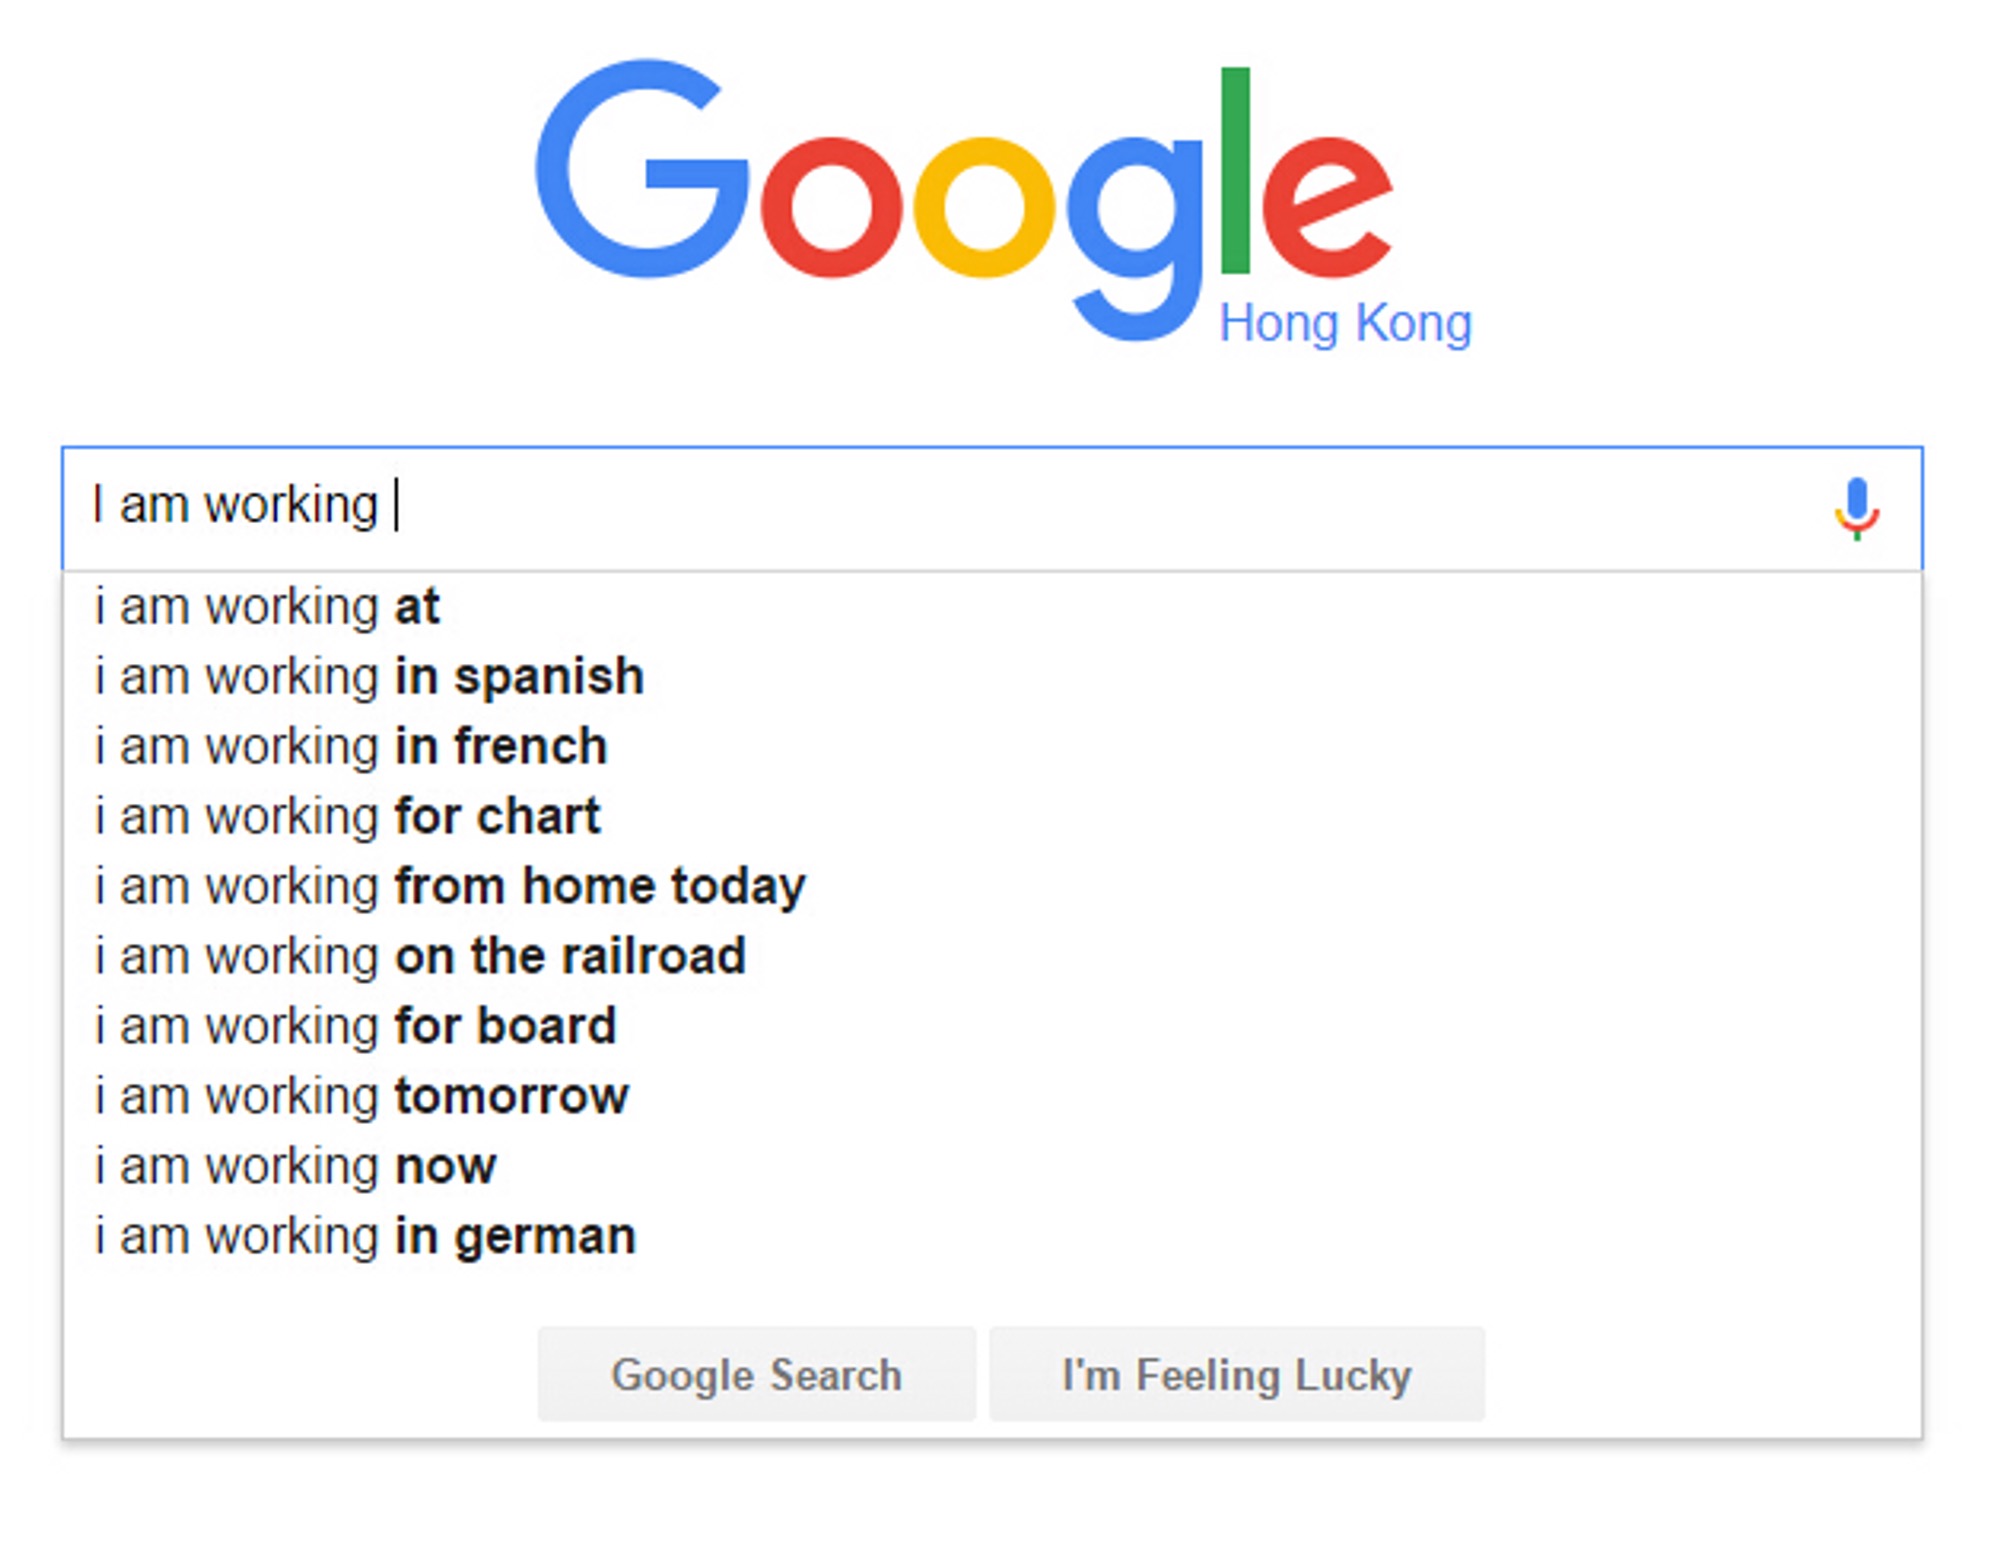 Google
Hong Kong
I am working
i am working at
i am working in spanish
i am working in french
i am working for chart
i am working from home today
i am working on the railroad
i am working for board
i am working tomorrow
i am working now
i am working in german
Google Search I'm Feeling Lucky